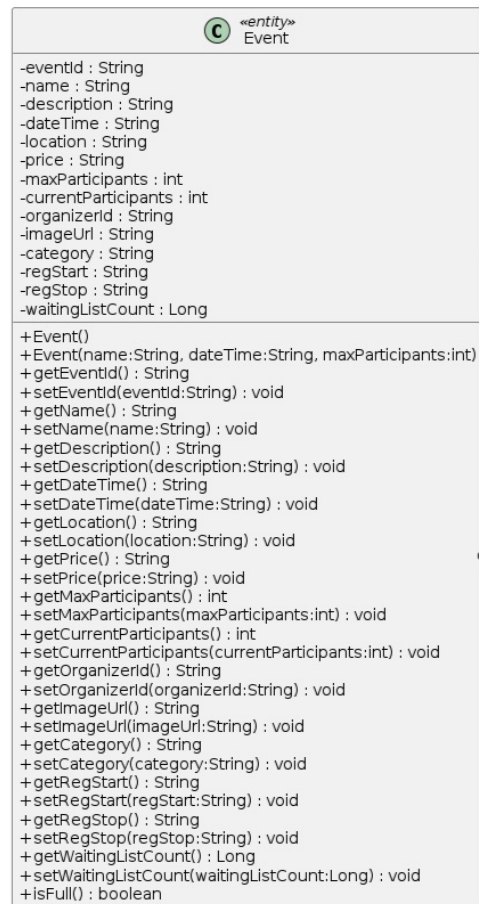 C «entity»
Event
-eventId : String
-name : String
-description : String
-dateTime : String
-location : String
-price : String
-maxParticipants : int
-currentParticipants : int
-organizerId : String
-imageUrl : String
-category : String
-regStart : String
-regStop : String
-waitingListCount : Long
+Event()
+Event(name:String, dateTime:String, maxParticipants:int)
+getEventId() : String
+setEventId(eventId:String) : void
+getName() : String
+setName(name:String) : void
+getDescription() : String
+setDescription(description:String) : void
+getDateTime() : String
+setDateTime(dateTime:String) : void
+getLocation() : String
+setLocation(location:String) : void
+getPrice() : String
+setPrice(price:String) : void
+getMaxParticipants() : int
+setMaxParticipants(maxParticipants:int) : void
+getCurrentParticipants() : int
+setCurrentParticipants(currentParticipants:int) : void
+getOrganizerId() : String
+setOrganizerId(organizerId:String) : void
+getImageUrl() : String
+setImageUrl(imageUrl:String) : void
+getCategory() : String
+setCategory(category:String) : void
+getRegStart() : String
+setRegStart(regStart:String) : void
+getRegStop() : String
+setRegStop(regStop:String) : void
+getWaitingListCount() : Long
+setWaitingListCount(waitingListCount:Long) : void
+isFull() : boolean